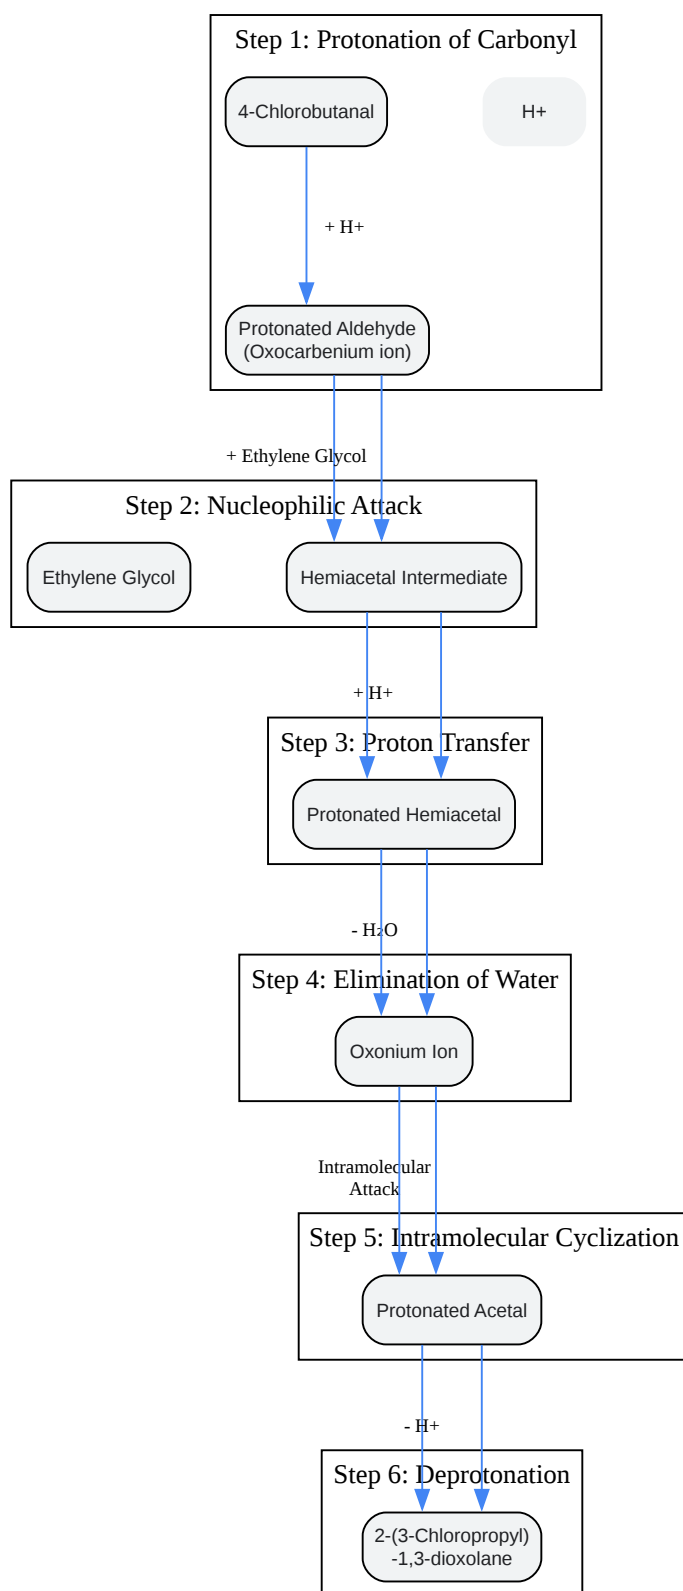 Step 1: Protonation of Carbonyl
4-Chlorobutanal
H+
+ H+
Protonated Aldehyde
(Oxocarbenium ion)
+ Ethylene Glycol
Step 2: Nucleophilic Attack
Ethylene Glycol
Hemiacetal Intermediate
+ H+
Step 3: Proton Transfer
Protonated Hemiacetal
- H₂O
Step 4: Elimination of Water
Oxonium Ion
Intramolecular
Attack
Step 5: Intramolecular Cyclization
Protonated Acetal
- H+
Step 6: Deprotonation
2-(3-Chloropropyl)
-1,3-dioxolane